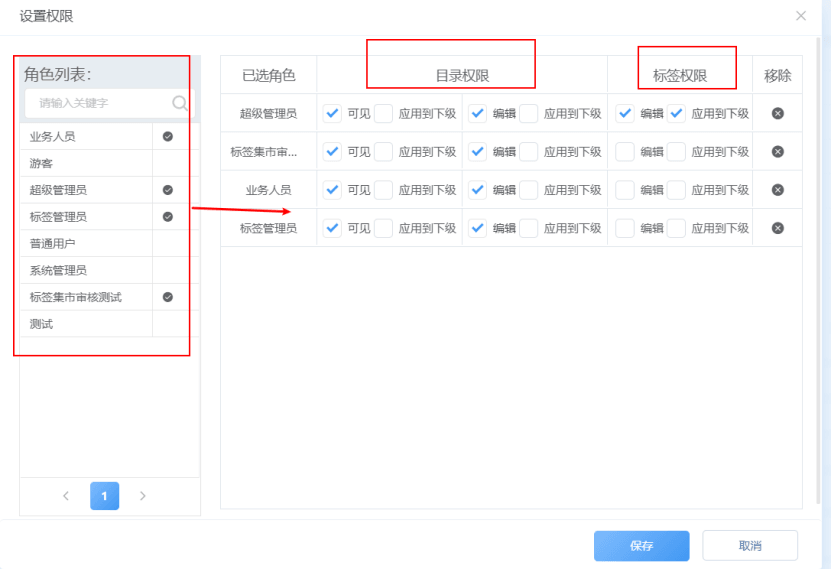 设置权限
角色列表：
请输入关键字
业务人员
游客
超级管理员
标签管理员
普通用户
系统管理员
标签集市审核测试
测试
1
已选角色 目录权限 标签权限 移除
超级管理员 可见 应用到下级 编辑 应用到下级 编辑 应用到下级
标签集市审... 可见 应用到下级 编辑 应用到下级 编辑 应用到下级
业务人员 可见 应用到下级 编辑 应用到下级 编辑 应用到下级
标签管理员 可见 应用到下级 编辑 应用到下级 编辑 应用到下级
保存 取消